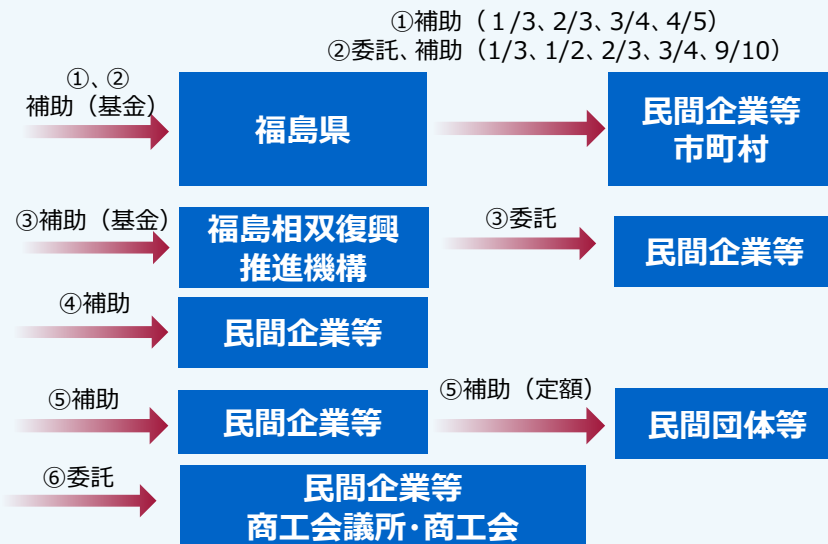 ①補助（１/3、2/3、3/4、4/5）
②委託、補助（1/3、1/2、2/3、3/4、9/10）
①、②
補助（基金）
福島県
民間企業等
市町村
③補助（基金）
福島相双復興
推進機構
③委託
民間企業等
④補助
民間企業等
⑤補助
民間企業等
⑤補助（定額）
民間団体等
⑥委託
民間企業等
商工会議所・商工会